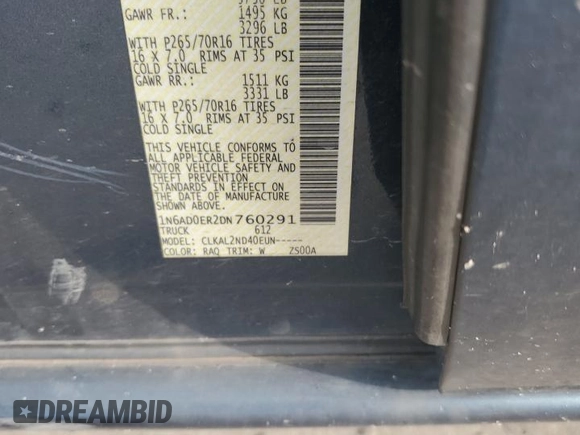 GAWR FR.: 1495 KG
3296 LB
WITH P265/70R16 TIRES
16 X 7.0 RIMS AT 35 PSI
COLD SINGLE
GAWR RR.: 1511 KG
3331 LB
WITH P265/70R16 TIRES
16 X 7.0 RIMS AT 35 PSI
COLD SINGLE
THIS VEHICLE CONFORMS TO
ALL APPLICABLE FEDERAL
MOTOR VEHICLE SAFETY
AND THEFT PREVENTION
STANDARDS IN EFFECT ON
THE DATE OF MANUFACTURE
SHOWN ABOVE.
1N6AD0ER2DN760291
TRUCK 612
MODEL: CLKAL2ND40EUN-----
COLOR: RAQ TRIM: W ZS00A
DREAMBID